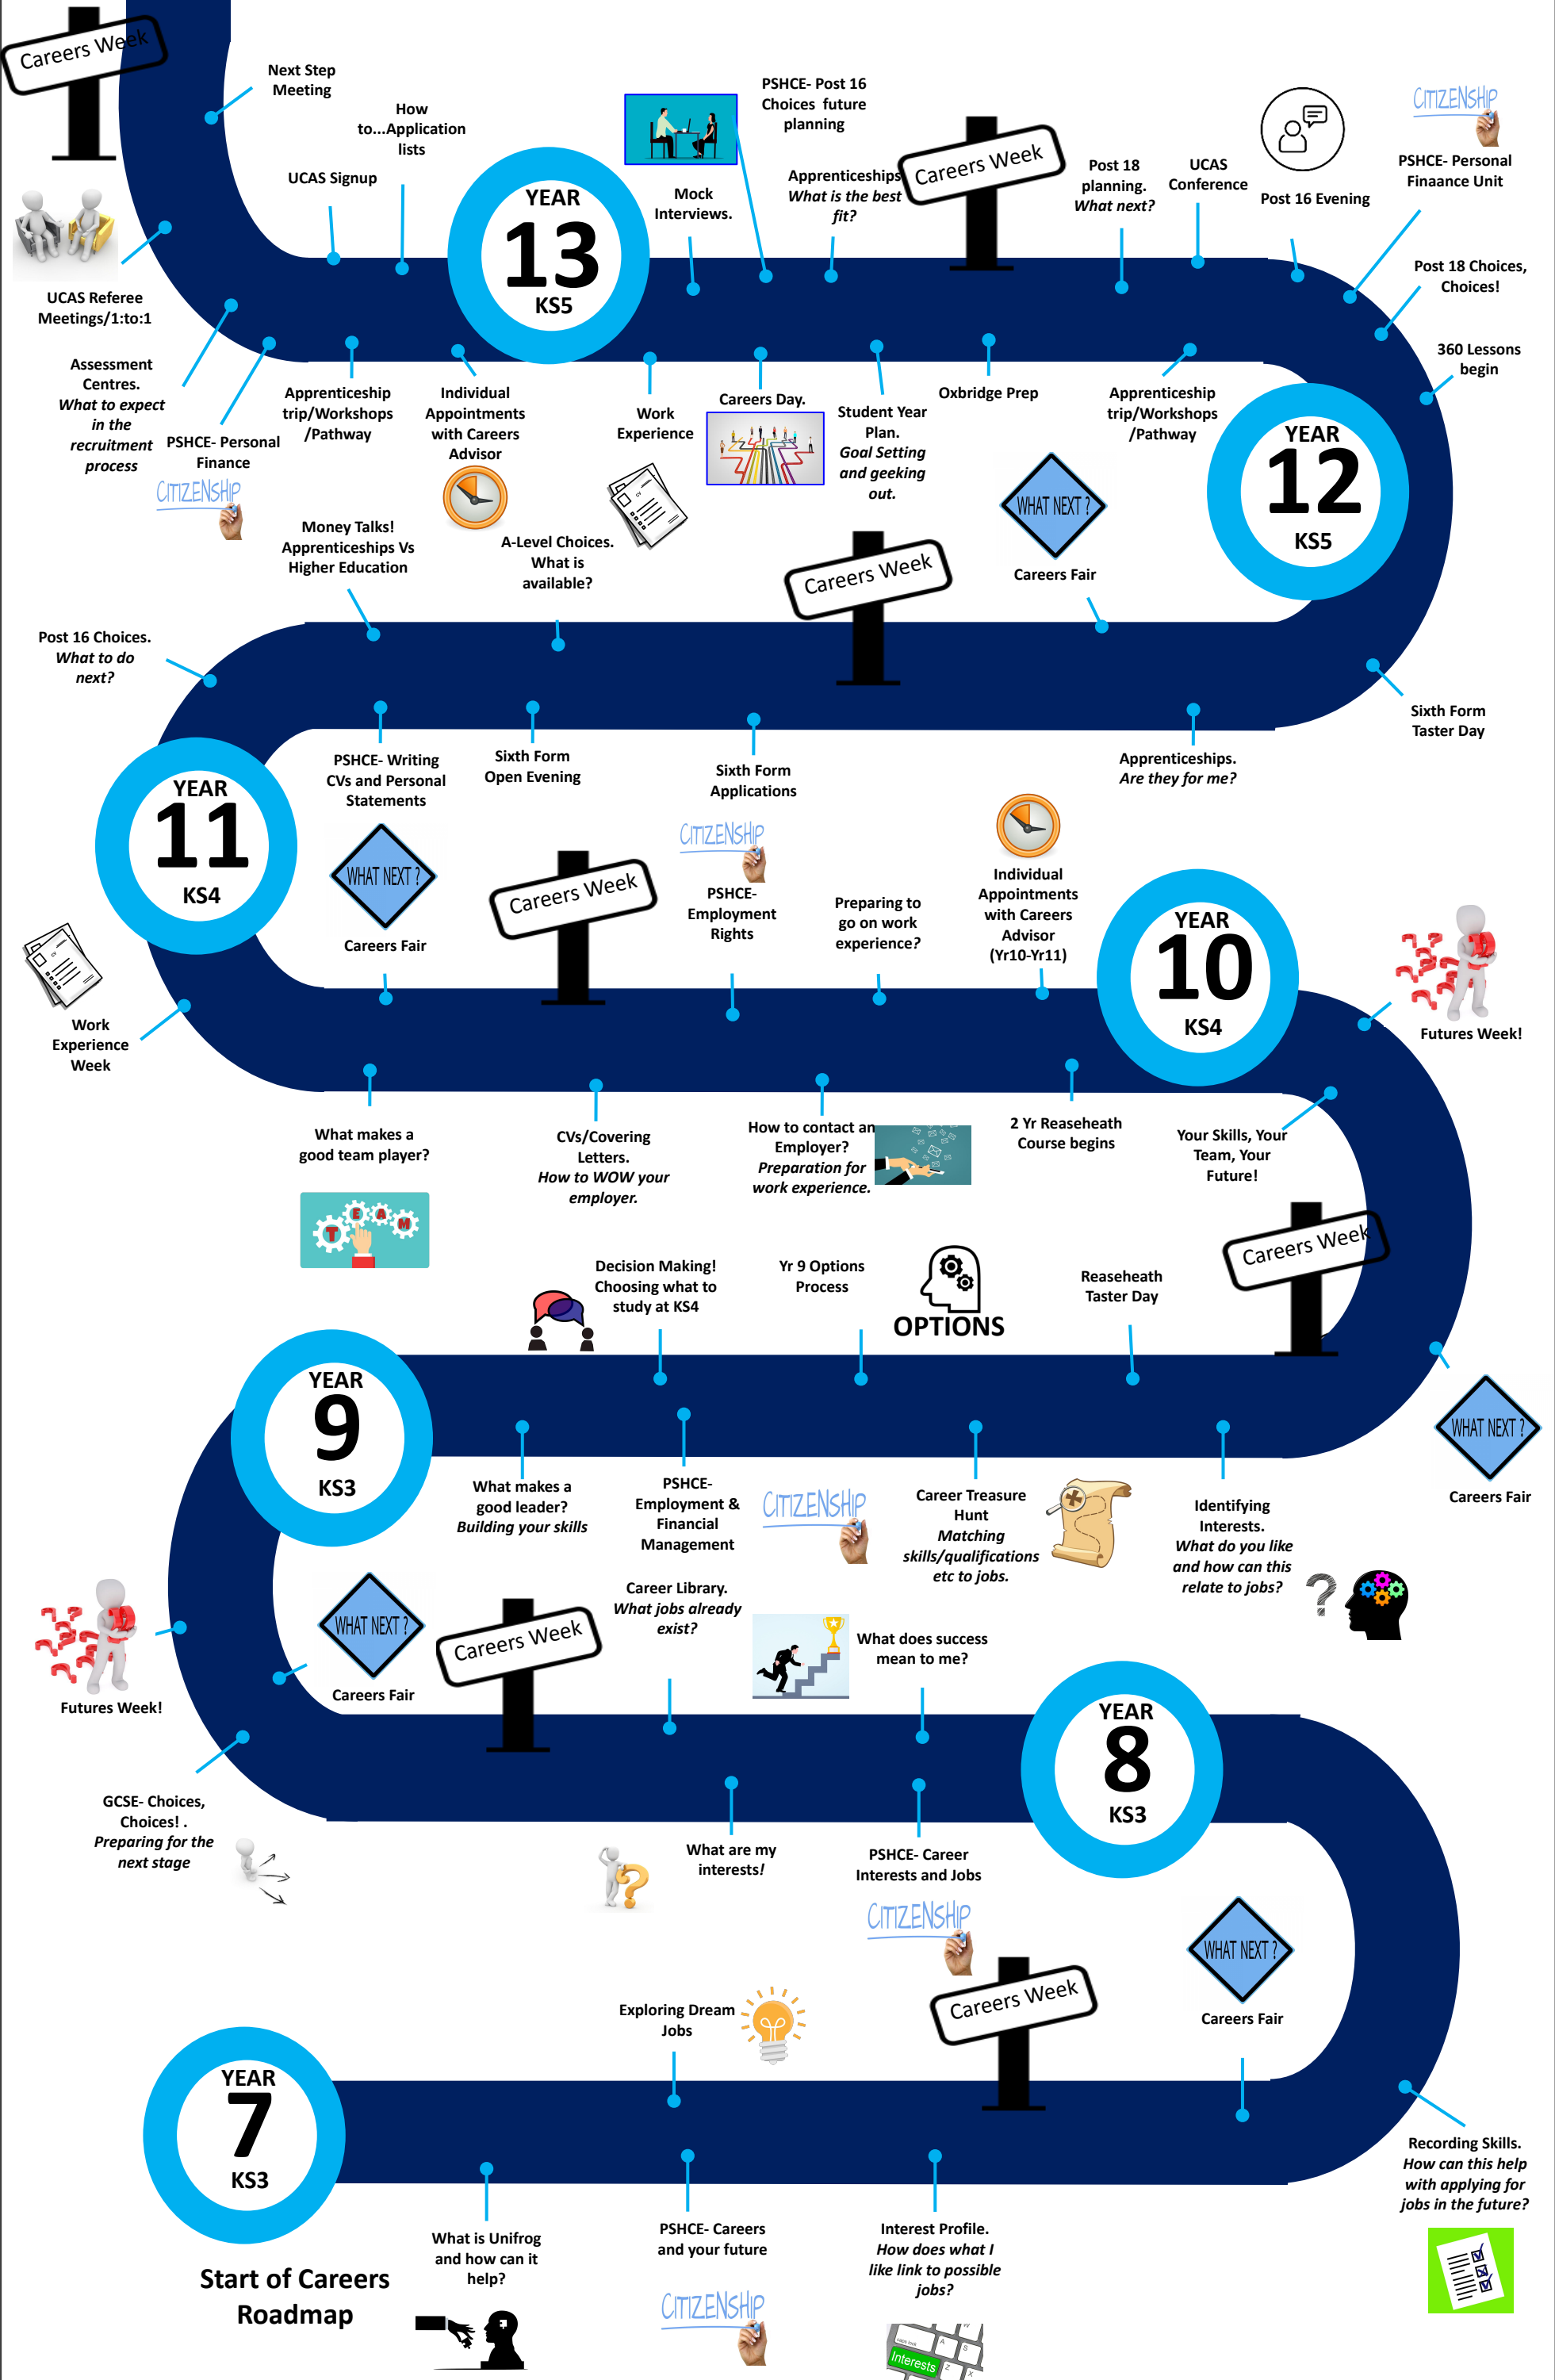 Careers Week
Next Step
Meeting
How
to...Application
lists
UCAS Signup
YEAR
13
KS5
Mock
Interviews.
PSHCE- Post 16
Choices future
planning
Apprenticeships
What is the best
fit?
Careers Week
Post 18
planning.
What next?
UCAS
Conference
Post 16 Evening
CITIZENSHIP
PSHCE- Personal
Finaance Unit
Post 18 Choices,
Choices!
360 Lessons
begin
UCAS Referee
Meetings/1:to:1
Assessment
Centres.
What to expect
in the
recruitment
process
PSHCE- Personal
Finance
CITIZENSHIP
Apprenticeship
trip/Workshops
/Pathway
Individual
Appointments
with Careers
Advisor
Work
Experience
CV
Careers Day.
Student Year
Plan.
Goal Setting
and geeking
out.
Oxbridge Prep
Apprenticeship
trip/Workshops
/Pathway
YEAR
12
KS5
WHAT NEXT ?
Careers Fair
Money Talks!
Apprenticeships Vs
Higher Education
A-Level Choices.
What is
available?
Careers Week
Post 16 Choices.
What to do
next?
Sixth Form
Taster Day
PSHCE- Writing
CVs and Personal
Statements
Sixth Form
Open Evening
Sixth Form
Applications
Apprenticeships.
Are they for me?
YEAR
11
KS4
WHAT NEXT ?
Careers Fair
Careers Week
CITIZENSHIP
PSHCE-
Employment
Rights
Preparing to
go on work
experience?
Individual
Appointments
with Careers
Advisor
(Yr10-Yr11)
YEAR
10
KS4
Futures Week!
CV
Work
Experience
Week
What makes a
good team player?
TEAM
CVs/Covering
Letters.
How to WOW your
employer.
How to contact an
Employer?
Preparation for
work experience.
2 Yr Reaseheath
Course begins
Your Skills, Your
Team, Your
Future!
Careers Week
Decision Making!
Choosing what to
study at KS4
Yr 9 Options
Process
OPTIONS
Reaseheath
Taster Day
YEAR
9
KS3
WHAT NEXT ?
Careers Fair
What makes a
good leader?
Building your skills
PSHCE-
Employment &
Financial
Management
CITIZENSHIP
Career Treasure
Hunt
Matching
skills/qualifications
etc to jobs.
Identifying
Interests.
What do you like
and how can this
relate to jobs?
?
Futures Week!
WHAT NEXT ?
Careers Fair
Careers Week
Career Library.
What jobs already
exist?
What does success
mean to me?
YEAR
8
KS3
GCSE- Choices,
Choices! .
Preparing for the
next stage
What are my
interests!
PSHCE- Career
Interests and Jobs
CITIZENSHIP
WHAT NEXT ?
Careers Fair
Exploring Dream
Jobs
Careers Week
YEAR
7
KS3
Start of Careers
Roadmap
What is Unifrog
and how can it
help?
PSHCE- Careers
and your future
CITIZENSHIP
Interest Profile.
How does what I
like link to possible
jobs?
Interests
A
S
Z
X
W
Recording Skills.
How can this help
with applying for
jobs in the future?